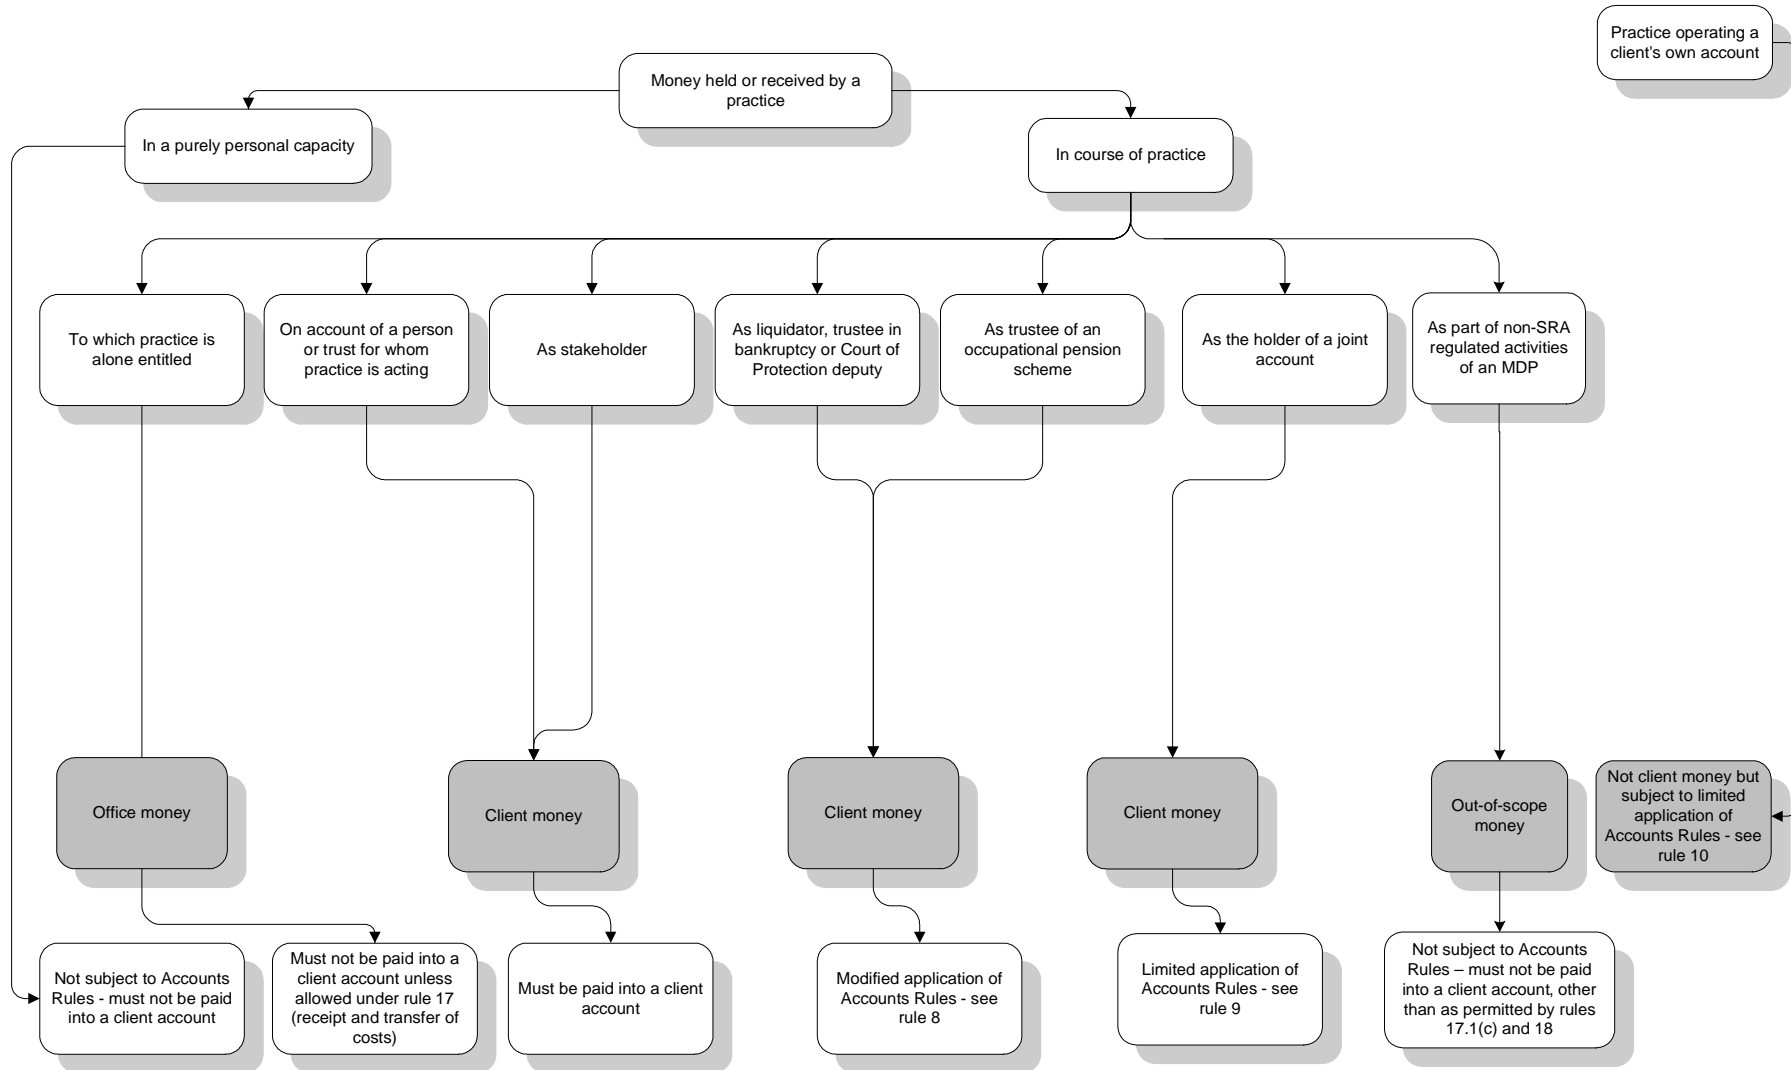 Practice operating a
client's own account
Money held or received by a
practice
In a purely personal capacity
In course of practice
To which practice is
alone entitled
On account of a person
or trust for whom
practice is acting
As stakeholder
As liquidator, trustee in
bankruptcy or Court of
Protection deputy
As trustee of an
occupational pension
scheme
As the holder of a joint
account
As part of non-SRA
regulated activities
of an MDP
Office money
Client money
Client money
Client money
Out-of-scope
money
Not client money but
subject to limited
application of
Accounts Rules - see
rule 10
Not subject to Accounts
Rules - must not be paid
into a client account
Must not be paid into a
client account unless
allowed under rule 17
(receipt and transfer of
costs)
Must be paid into a client
account
Modified application of
Accounts Rules - see
rule 8
Limited application of
Accounts Rules - see
rule 9
Not subject to Accounts
Rules – must not be paid
into a client account, other
than as permitted by rules
17.1(c) and 18